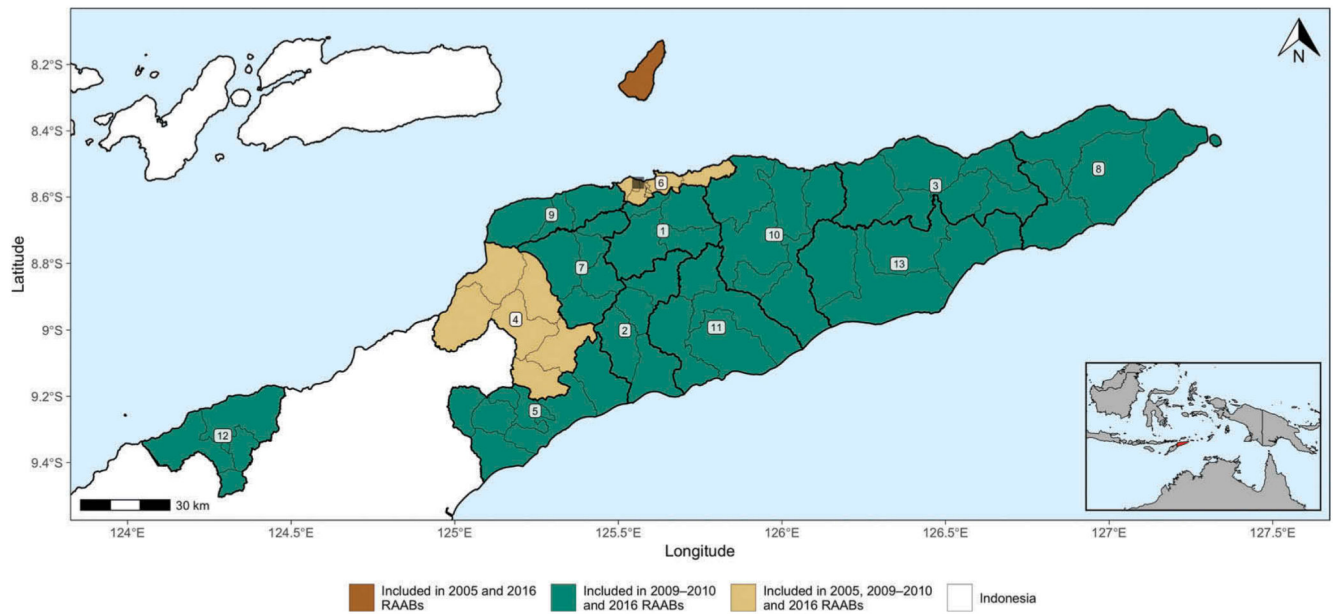 N
8.2°S
8.4°S
8.6°S
8.8°S
9°S
9.2°S
9.4°S
Latitude
8
6
3
9
1
10
7
13
4
2
11
5
12
30 km
124°E
124.5°E
125°E
125.5°E
126°E
126.5°E
127°E
127.5°E
Longitude
Included in 2005 and 2016
RAABs
Included in 2009–2010
and 2016 RAABs
Included in 2005, 2009–2010
and 2016 RAABs
Indonesia